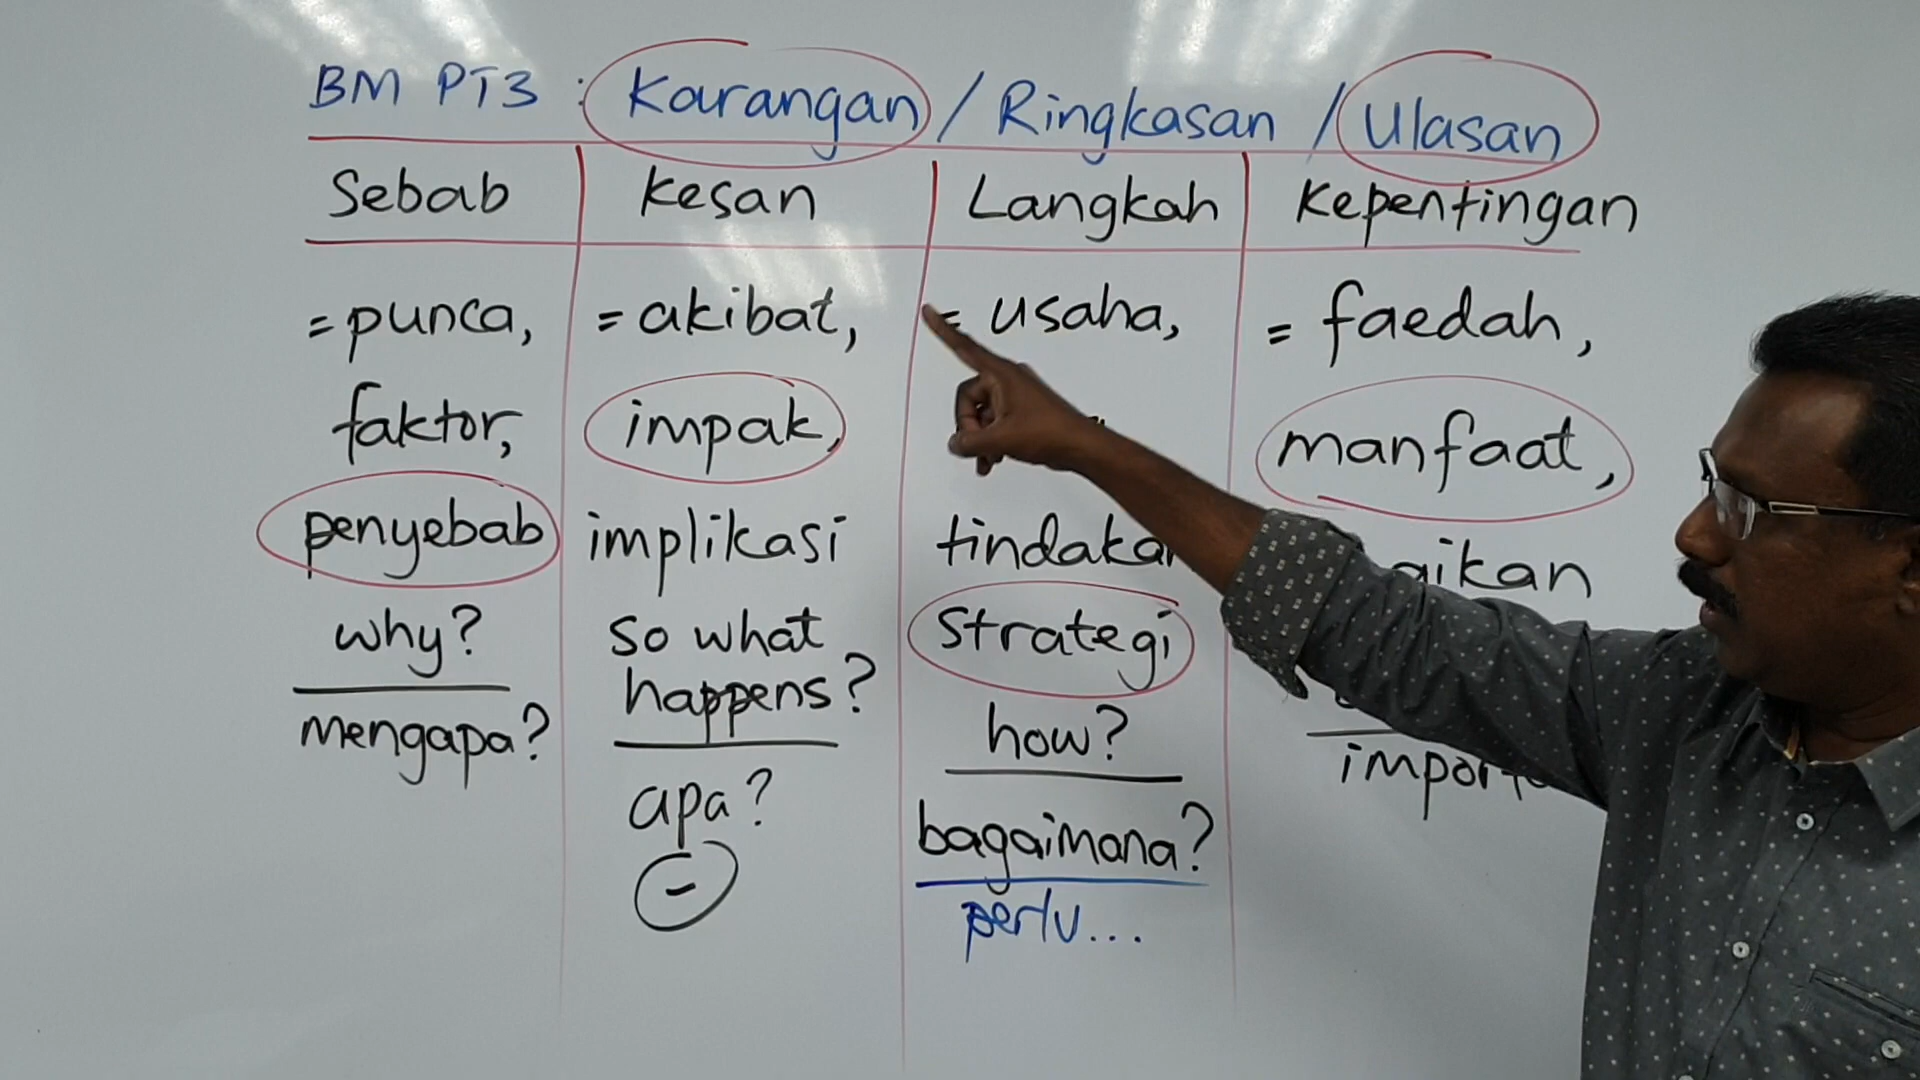 BM PT3 : Karangan / Ringkasan / Ulasan
Sebab
= punca,
faktor,
penyebab
why?
mengapa?
Kesan
= akibat,
impak,
implikasi
so what
happens?
apa?
-
Langkah
= usaha,
strategi
how?
bagaimana?
perlu...
Kepentingan
= faedah,
manfaat,